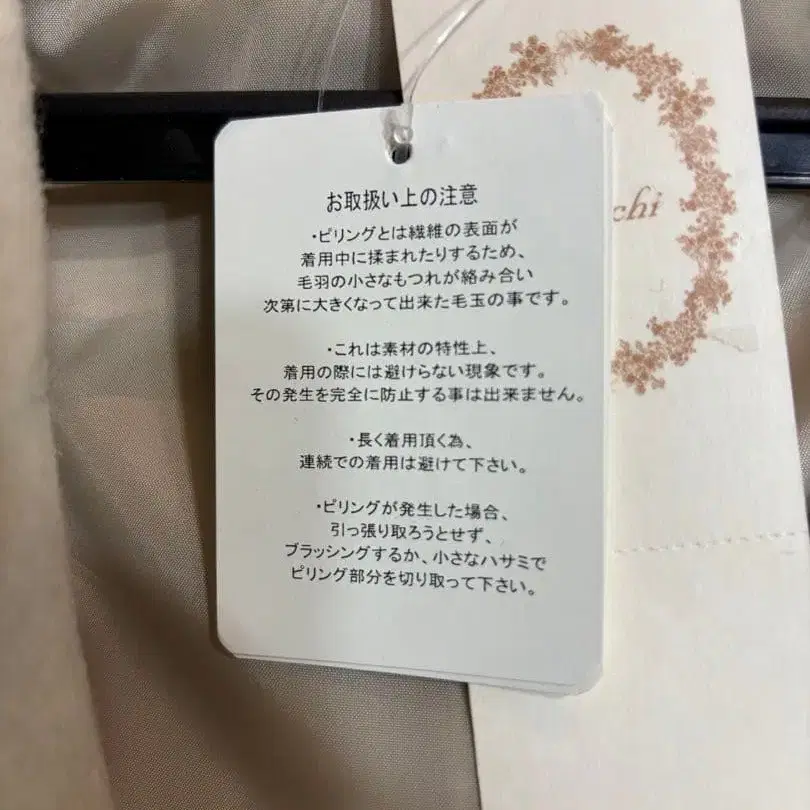 お取扱い上の注意
・ピリングとは繊維の表面が
着用中に揉まれたりするため、
毛羽の小さなもつれが絡み合い
次第に大きくなって出来た毛玉の事です。
・これは素材の特性上、
着用の際には避けらない現象です。
その発生を完全に防止する事は出来ません。
・長く着用頂く為、
連続での着用は避けて下さい。
・ピリングが発生した場合、
引っ張り取ろうとせず、
ブラッシングするか、小さなハサミで
ピリング部分を切り取って下さい。
chi